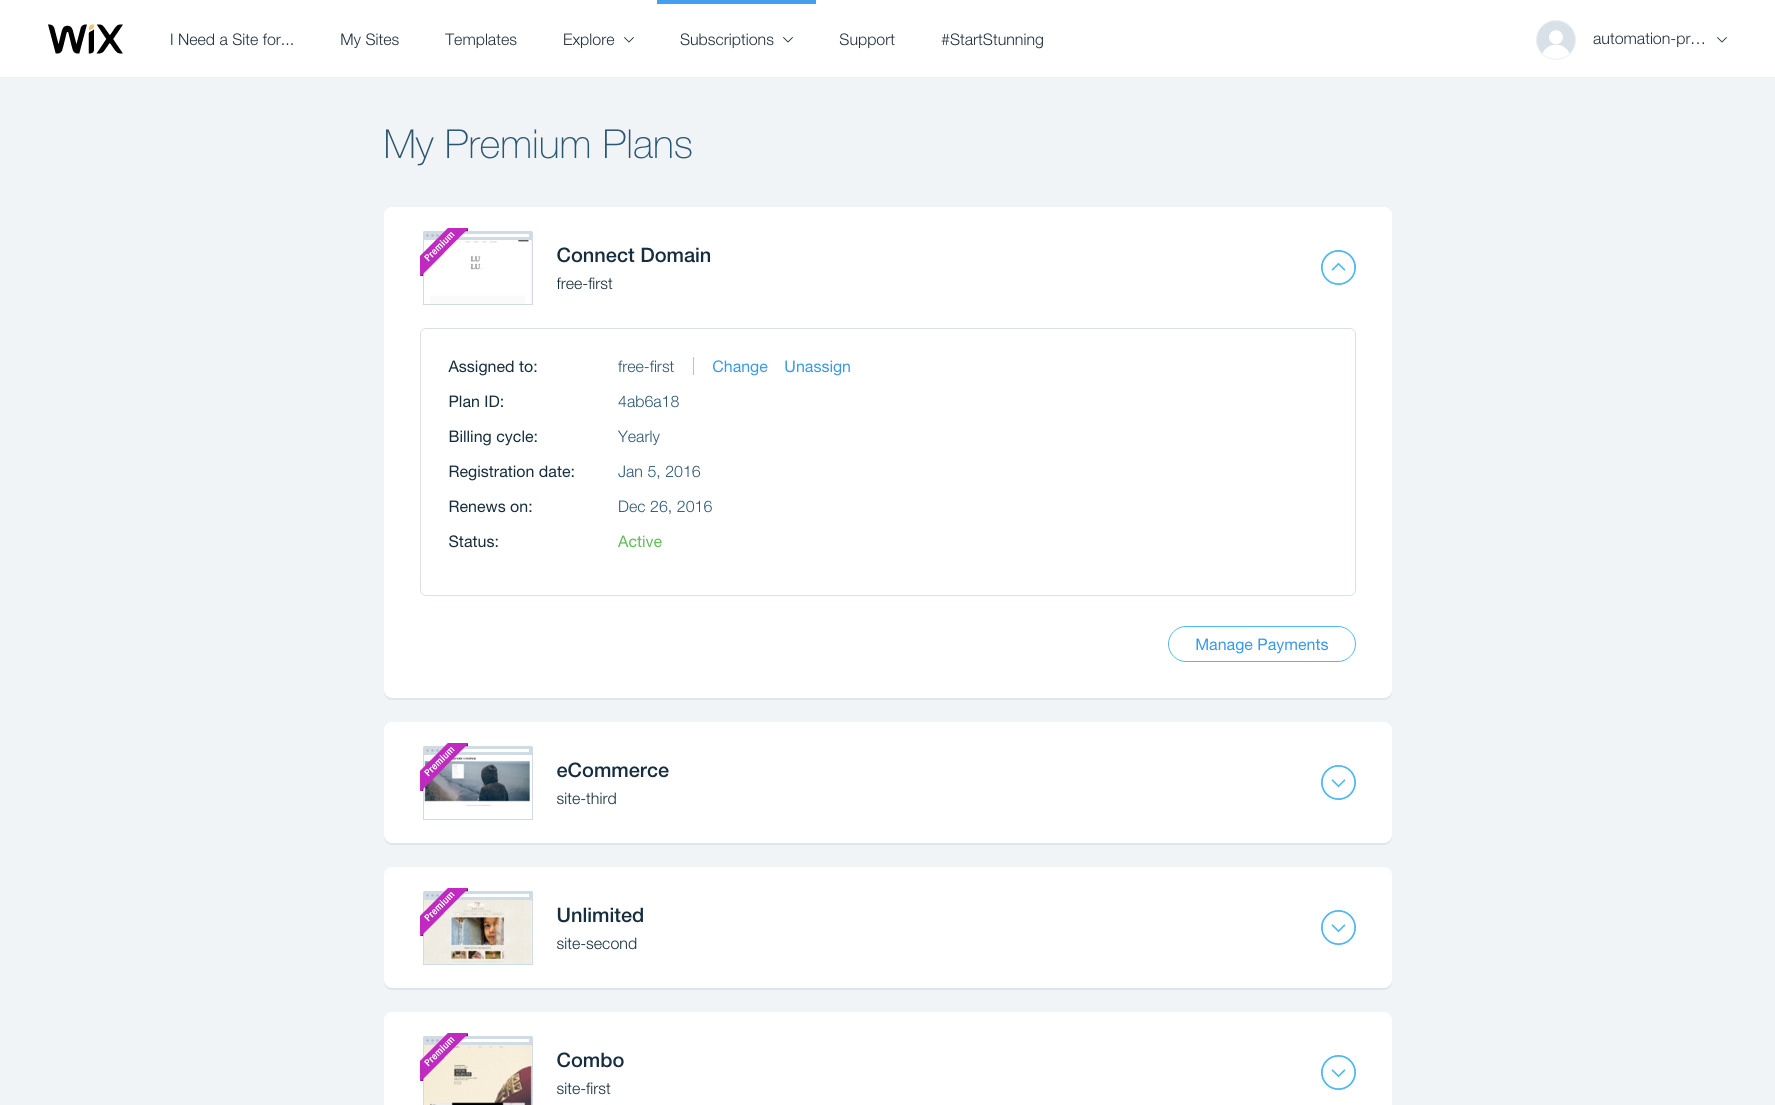 WiX
I Need a Site for...
My Sites
Templates
Explore
Subscriptions
Support
#StartStunning
automation-pr...
My Premium Plans
Premium
LU
LU
Connect Domain
free-first
Assigned to: free-first Change Unassign
Plan ID: 4ab6a18
Billing cycle: Yearly
Registration date: Jan 5, 2016
Renews on: Dec 26, 2016
Status: Active
Manage Payments
Premium
eCommerce
site-third
Premium
Unlimited
site-second
Premium
Combo
site-first